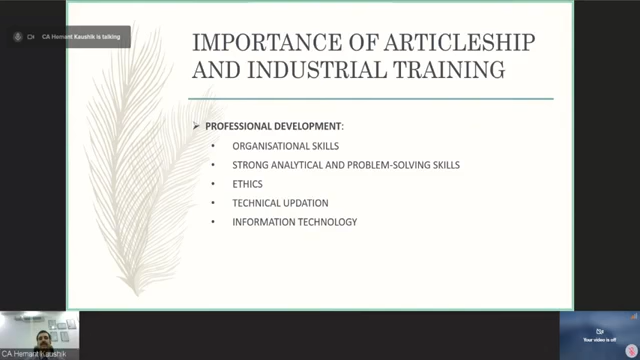 CA Hemant Kaushik is talking
IMPORTANCE OF ARTICLESHIP
AND INDUSTRIAL TRAINING
➢ PROFESSIONAL DEVELOPMENT:
• ORGANISATIONAL SKILLS
• STRONG ANALYTICAL AND PROBLEM-SOLVING SKILLS
• ETHICS
• TECHNICAL UPDATION
• INFORMATION TECHNOLOGY
CA Hemant Kaushik
Your video is off